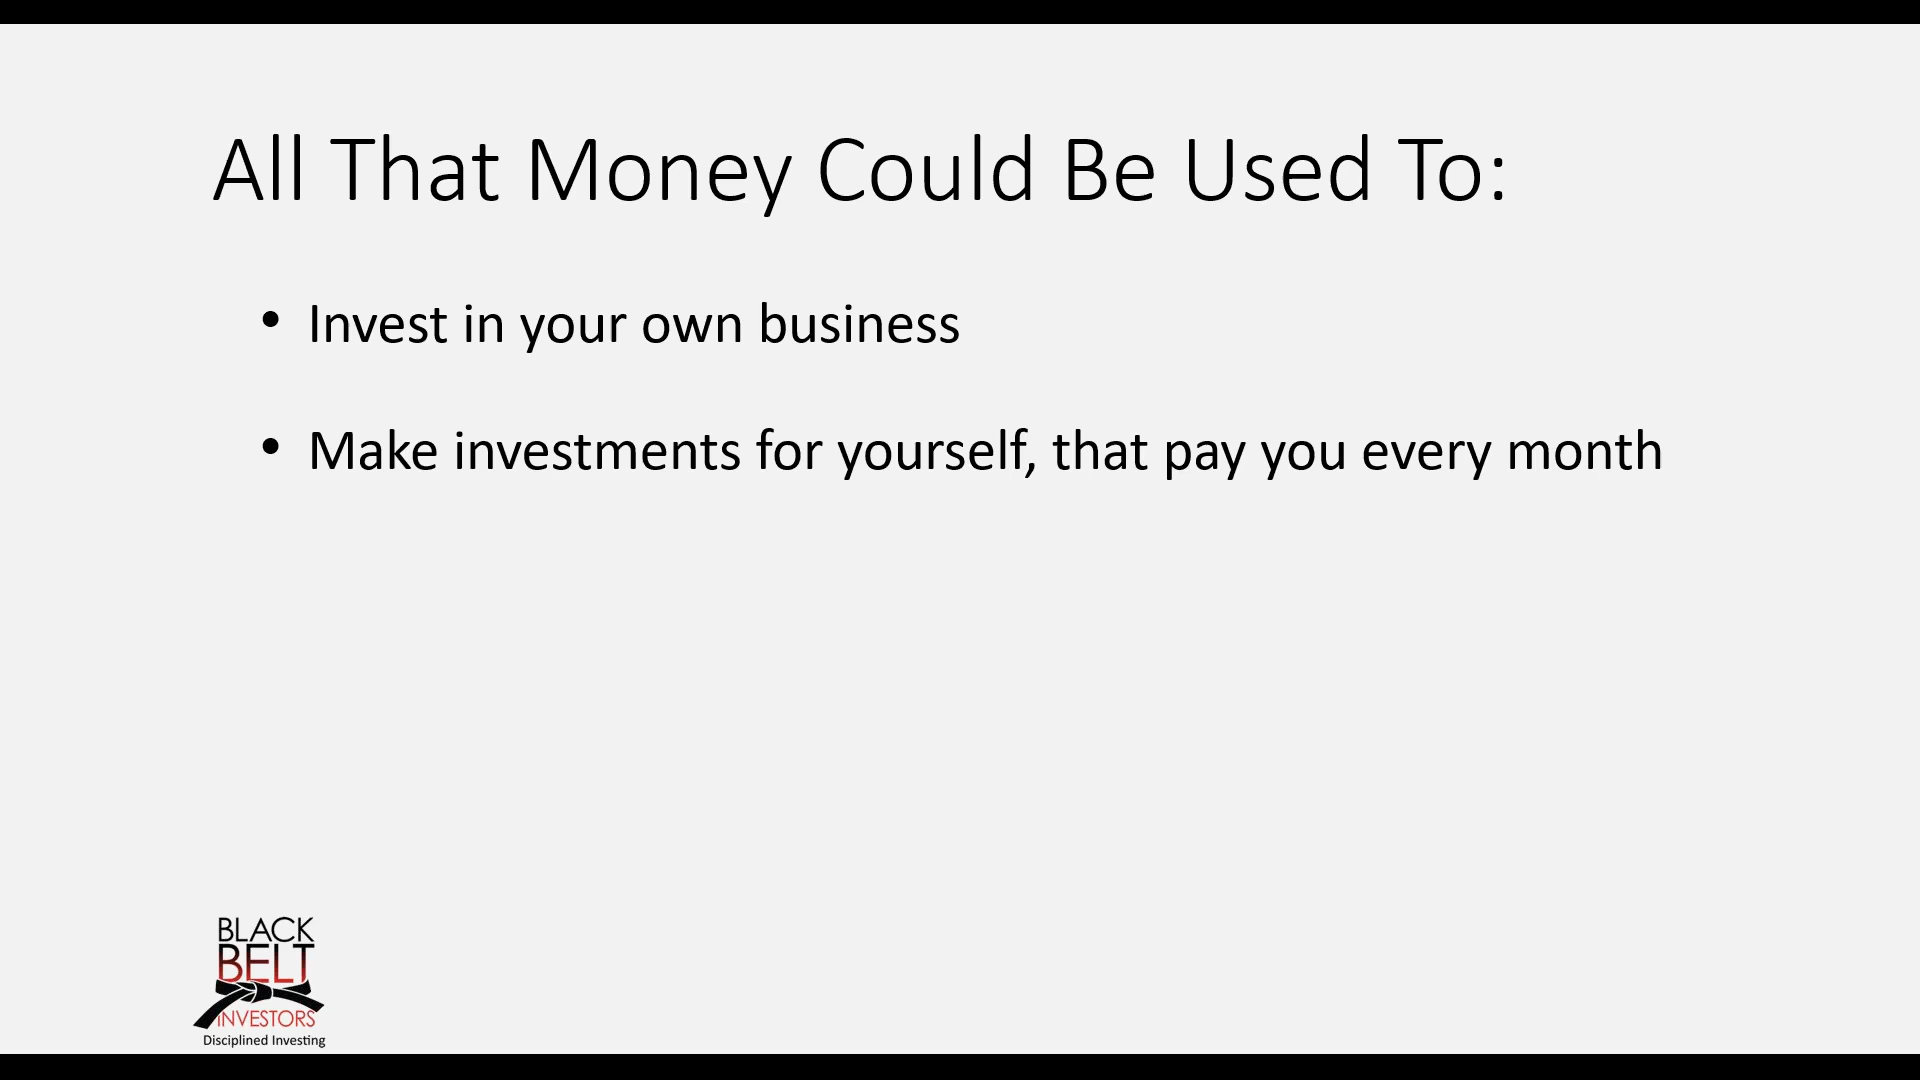 All That Money Could Be Used To:
• Invest in your own business
• Make investments for yourself, that pay you every month
BLACK
BELT
INVESTORS
Disciplined Investing